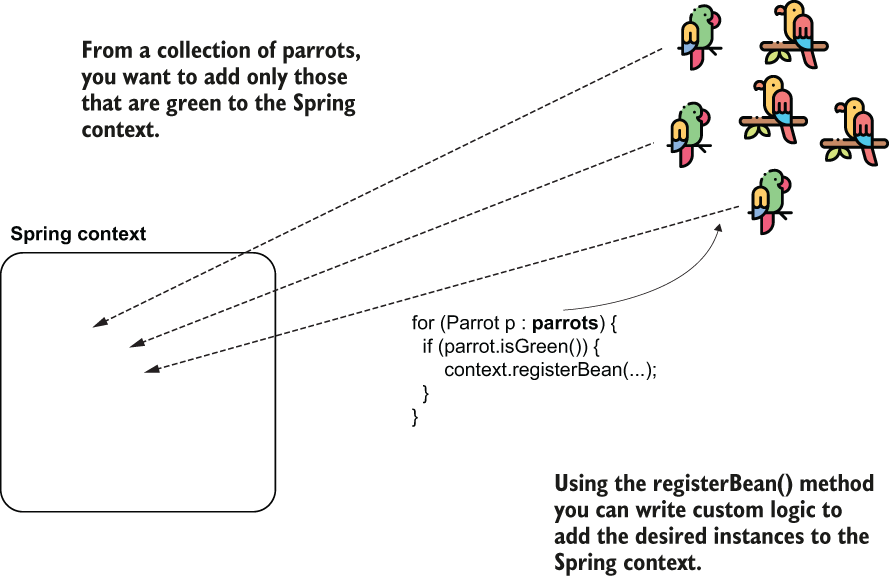 From a collection of parrots,
you want to add only those
that are green to the Spring
context.
Spring context
for (Parrot p : parrots) {
if (parrot.isGreen()) {
context.registerBean(...);
}
}
Using the registerBean() method
you can write custom logic to
add the desired instances to the
Spring context.